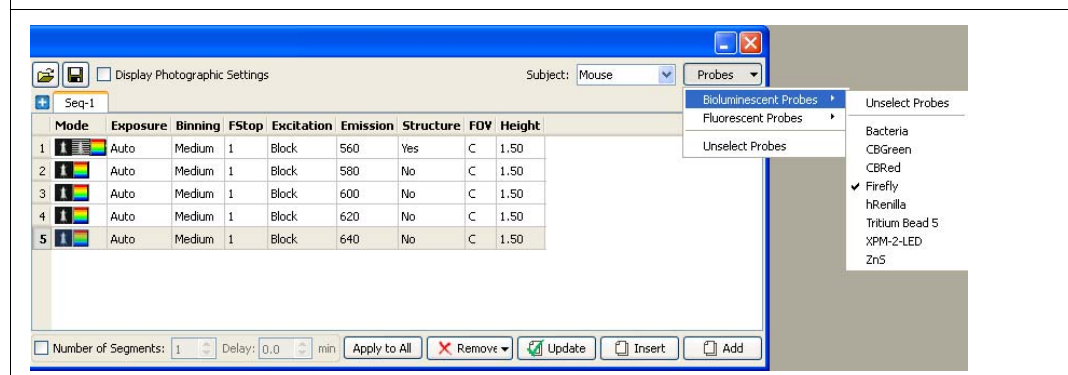 Display Photographic Settings Subject: Mouse Probes
Seq-1
Mode Exposure Binning FStop Excitation Emission Structure FOV Height
1 Auto Medium 1 Block 560 Yes C 1.50
2 Auto Medium 1 Block 580 No C 1.50
3 Auto Medium 1 Block 600 No C 1.50
4 Auto Medium 1 Block 620 No C 1.50
5 Auto Medium 1 Block 640 No C 1.50
Bioluminescent Probes
Fluorescent Probes
Unselect Probes
Unselect Probes
Bacteria
CBGreen
CBRed
Firefly
hRenilla
Tritium Bead 5
XPM-2-LED
ZnS
Number of Segments: 1 Delay: 0.0 min Apply to All Remove Update Insert Add